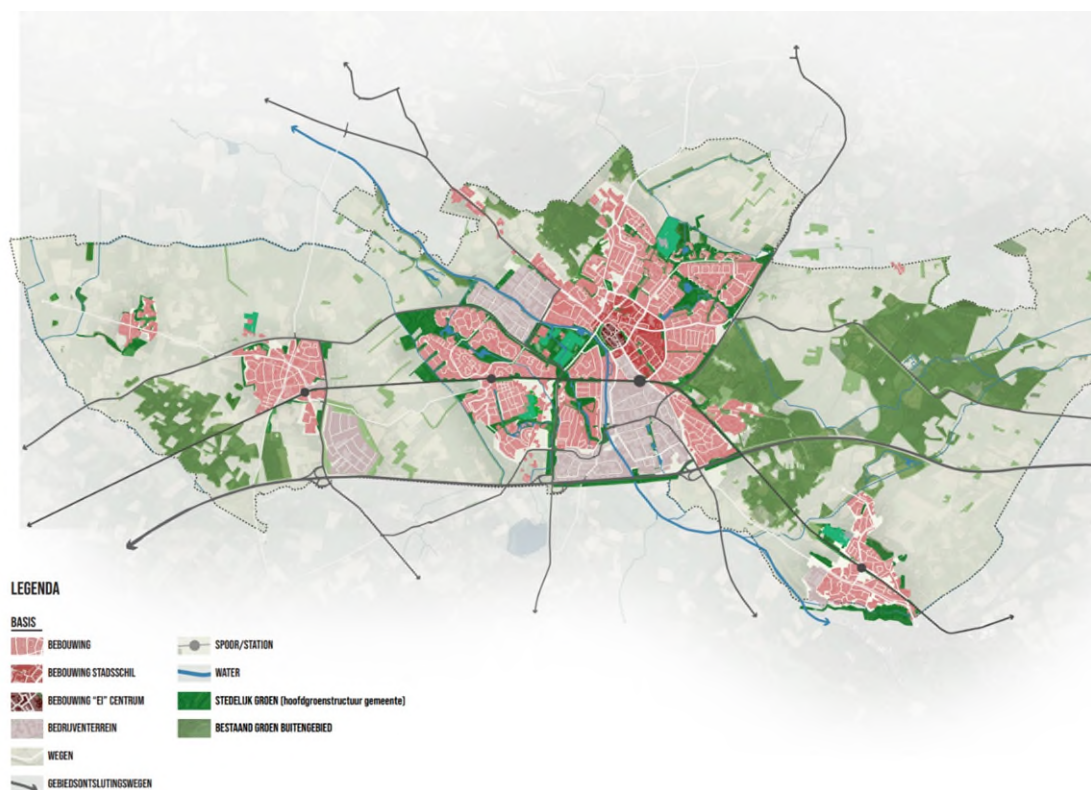 LEGENDA
BASIS
BEBOUWING
BEBOUWING STADSSCHIL
BEBOUWING "EI" CENTRUM
BEDRIJVENTERREIN
WEGEN
GEBIEDSONTSLUTINGSWEGEN
SPOOR/STATION
WATER
STEDELIJK GROEN (hoofdgroenstructuur gemeente)
BESTAAND GROEN BUITENGEBIED